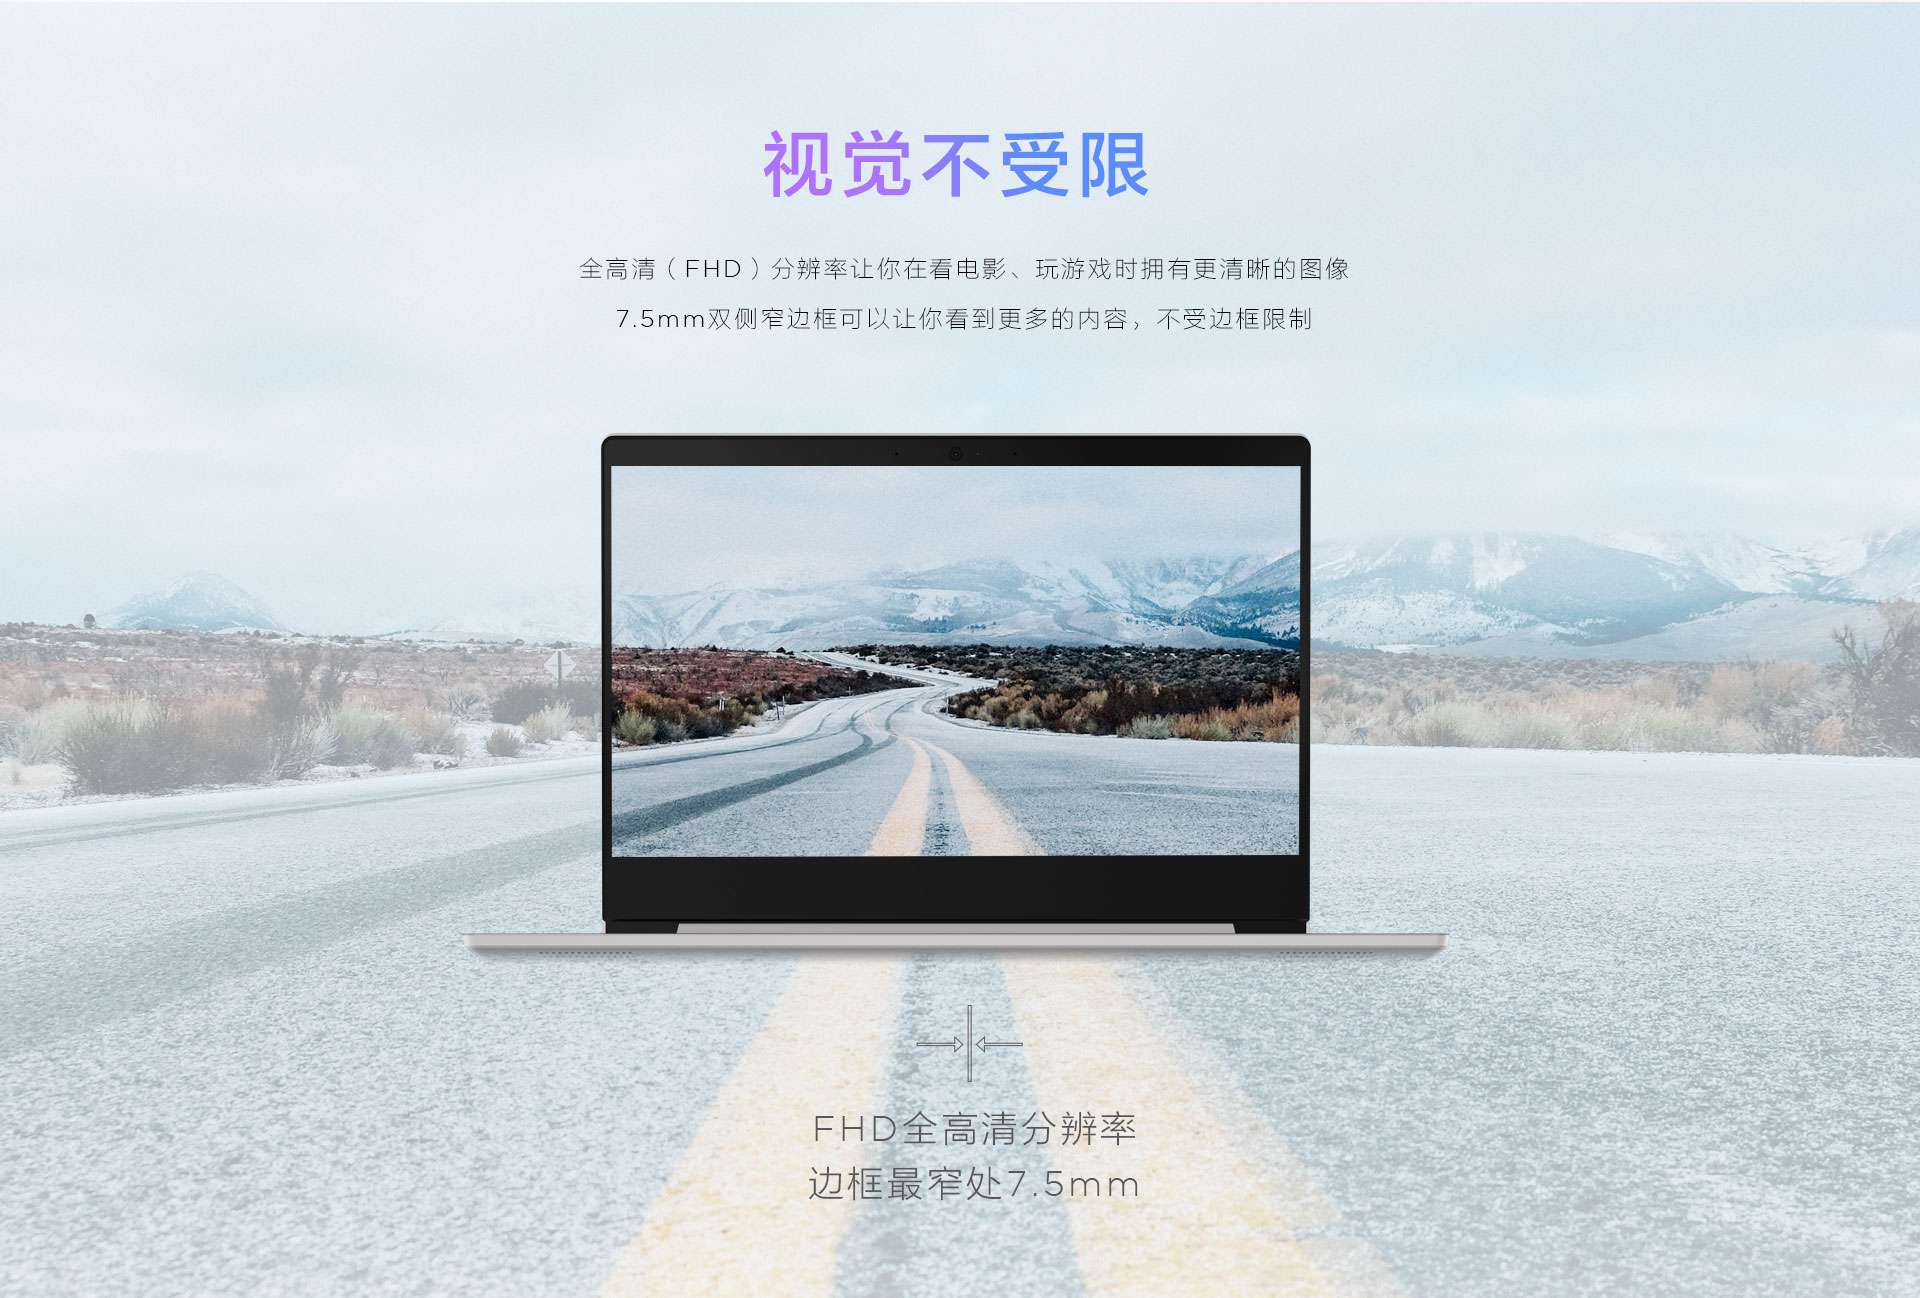 视觉不受限
全高清（FHD）分辨率让你在看电影、玩游戏时拥有更清晰的图像
7.5mm双侧窄边框可以让你看到更多的内容，不受边框限制
FHD全高清分辨率
边框最窄处7.5mm